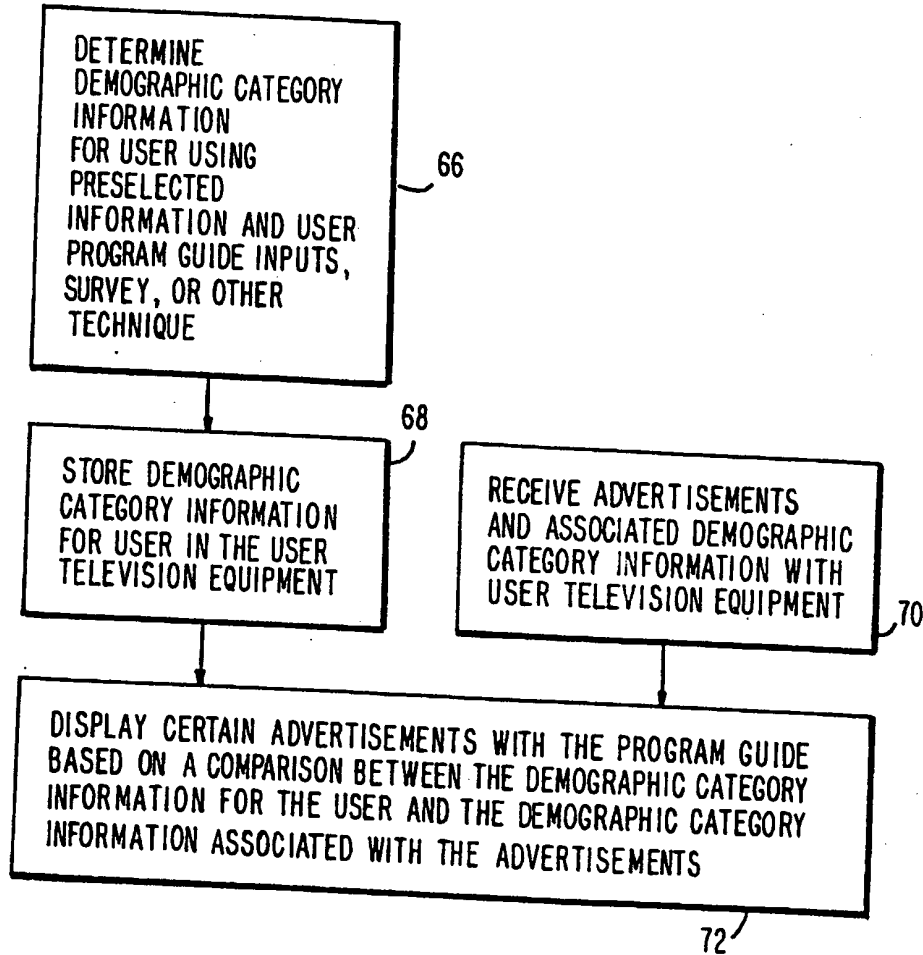 DETERMINE
DEMOGRAPHIC CATEGORY
INFORMATION
FOR USER USING
PRESELECTED
INFORMATION AND USER
PROGRAM GUIDE INPUTS,
SURVEY, OR OTHER
TECHNIQUE
66
STORE DEMOGRAPHIC
CATEGORY INFORMATION
FOR USER IN THE USER
TELEVISION EQUIPMENT
68
RECEIVE ADVERTISEMENTS
AND ASSOCIATED DEMOGRAPHIC
CATEGORY INFORMATION WITH
USER TELEVISION EQUIPMENT
70
DISPLAY CERTAIN ADVERTISEMENTS WITH THE PROGRAM GUIDE
BASED ON A COMPARISON BETWEEN THE DEMOGRAPHIC CATEGORY
INFORMATION FOR THE USER AND THE DEMOGRAPHIC CATEGORY
INFORMATION ASSOCIATED WITH THE ADVERTISEMENTS
72